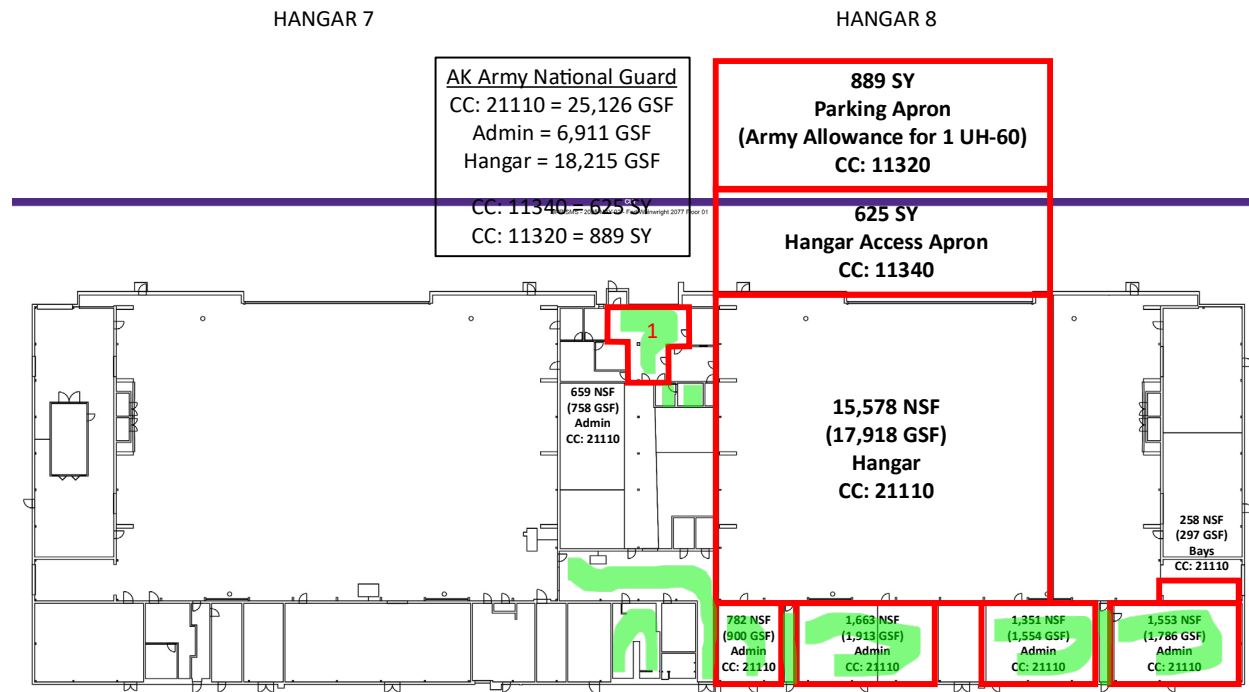 HANGAR 7
HANGAR 8
AK Army National Guard
CC: 21110 = 25,126 GSF
Admin = 6,911 GSF
Hangar = 18,215 GSF
CC: 11340 = 625 SY
CC: 11320 = 889 SY
889 SY
Parking Apron
(Army Allowance for 1 UH-60)
CC: 11320
625 SY
Hangar Access Apron
CC: 11340
1
659 NSF
(758 GSF)
Admin
CC: 21110
15,578 NSF
(17,918 GSF)
Hangar
CC: 21110
258 NSF
(297 GSF)
Bays
CC: 21110
782 NSF
(900 GSF)
Admin
CC: 21110
1,663 NSF
(1,913 GSF)
Admin
CC: 21110
1,351 NSF
(1,554 GSF)
Admin
CC: 21110
1,553 NSF
(1,786 GSF)
Admin
CC: 21110